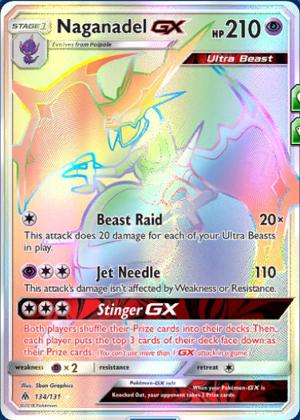 STAGE 1 Naganadel GX HP 210
Evolves from Poipole
Ultra Beast
Beast Raid 20×
This attack does 20 damage for each of your Ultra Beasts
in play.
Jet Needle 110
This attack's damage isn't affected by Weakness or Resistance.
Stinger GX
Both players shuffle their Prize cards into their decks. Then,
each player puts the top 3 cards of their deck face down as
their Prize cards. (You can't use more than 1 GX attack in a game.)
weakness × 2 resistance retreat
Illus. 5ban Graphics
Pokémon-GX rule
134/131
When your Pokémon-GX is
Knocked Out, your opponent takes 2 Prize cards.
©2018 Pokémon